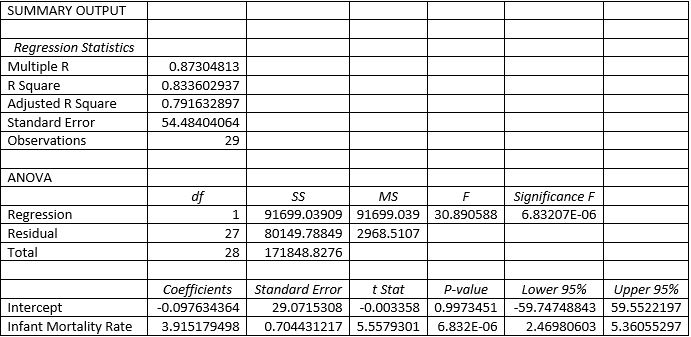 SUMMARY OUTPUT
Regression Statistics
Multiple R 0.87304813
R Square 0.833602937
Adjusted R Square 0.791632897
Standard Error 54.48404064
Observations 29
ANOVA
df SS MS F Significance F
Regression 1 91699.03909 91699.039 30.890588 6.83207E-06
Residual 27 80149.78849 2968.5107
Total 28 171848.8276
Coefficients Standard Error t Stat P-value Lower 95% Upper 95%
Intercept -0.097634364 29.0715308 -0.003358 0.9973451 -59.74748843 59.5522197
Infant Mortality Rate 3.915179498 0.704431217 5.5579301 6.832E-06 2.46980603 5.36055297